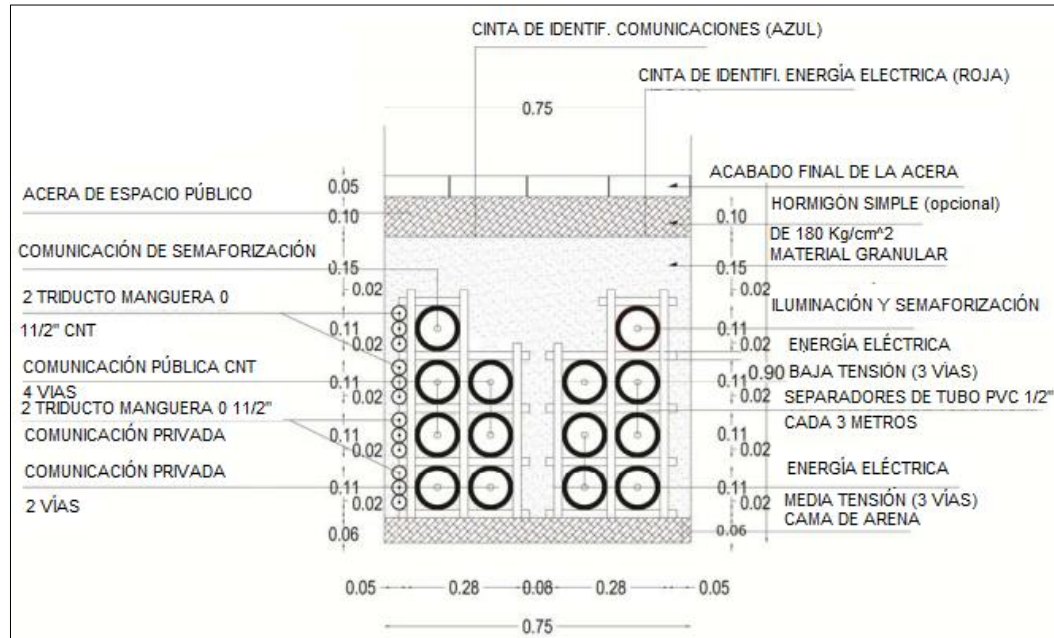 CINTA DE IDENTIF. COMUNICACIONES (AZUL)
CINTA DE IDENTIFI. ENERGÍA ELECTRICA (ROJA)
0.75
ACERA DE ESPACIO PÚBLICO
COMUNICACIÓN DE SEMAFORIZACIÓN
2 TRIDUCTO MANGUERA 0
11/2" CNT
COMUNICACIÓN PÚBLICA CNT
4 VIAS
2 TRIDUCTO MANGUERA 0 11/2"
COMUNICACIÓN PRIVADA
COMUNICACIÓN PRIVADA
2 VÍAS
0.05
0.10
0.15
0.02
0.11
0.02
0.11
0.02
0.11
0.02
0.11
0.02
0.06
ACABADO FINAL DE LA ACERA
HORMIGÓN SIMPLE (opcional)
DE 180 Kg/cm^2
MATERIAL GRANULAR
ILUMINACIÓN Y SEMAFORIZACIÓN
ENERGÍA ELÉCTRICA
BAJA TENSIÓN (3 VÍAS)
SEPARADORES DE TUBO PVC 1/2"
CADA 3 METROS
ENERGÍA ELÉCTRICA
MEDIA TENSIÓN (3 VÍAS)
CAMA DE ARENA
0.10
0.15
0.02
0.11
0.02
0.11
0.90
0.02
0.11
0.02
0.11
0.02
0.06
0.05 0.28 0.08 0.28 0.05
0.75